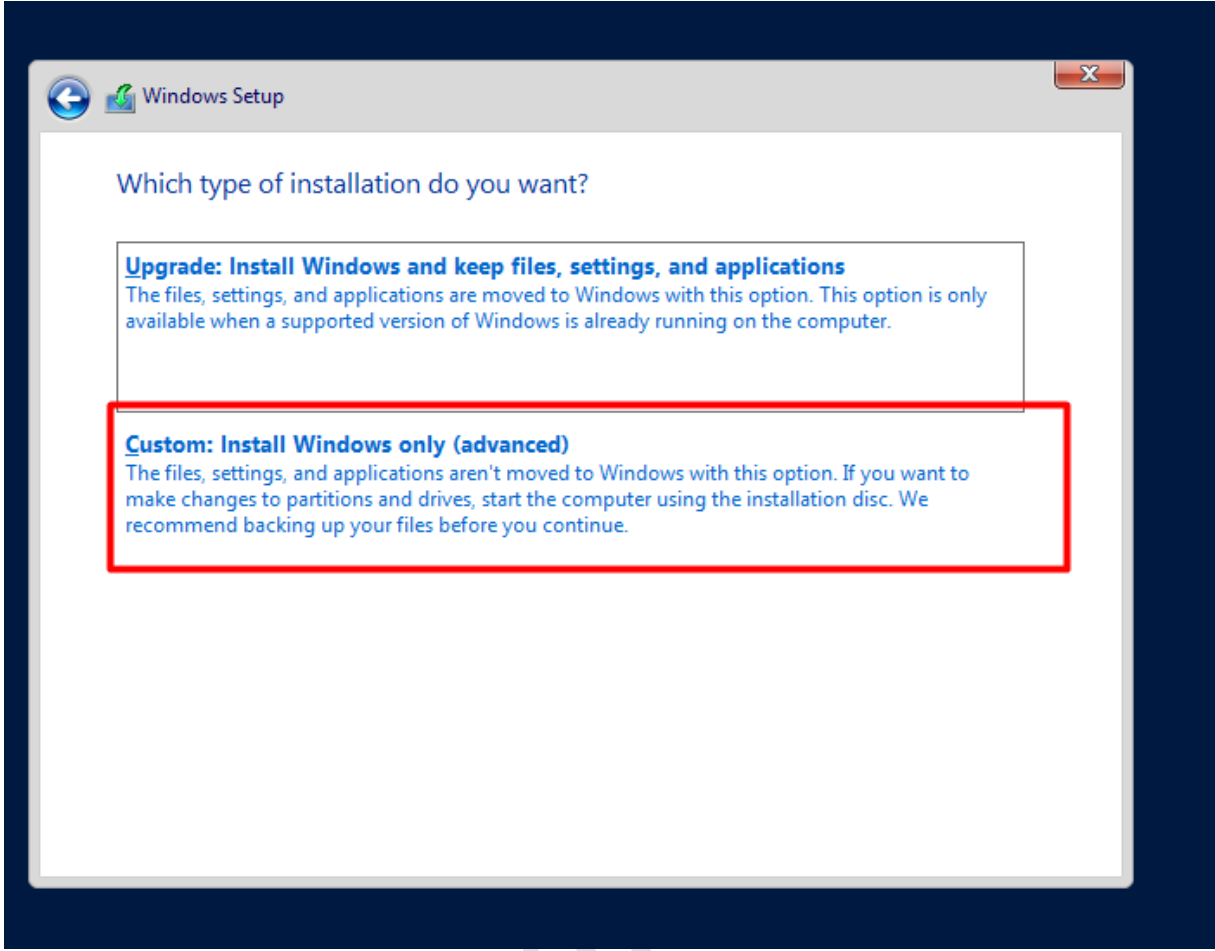 Windows Setup
Which type of installation do you want?
Upgrade: Install Windows and keep files, settings, and applications
The files, settings, and applications are moved to Windows with this option. This option is only
available when a supported version of Windows is already running on the computer.
Custom: Install Windows only (advanced)
The files, settings, and applications aren't moved to Windows with this option. If you want to
make changes to partitions and drives, start the computer using the installation disc. We
recommend backing up your files before you continue.